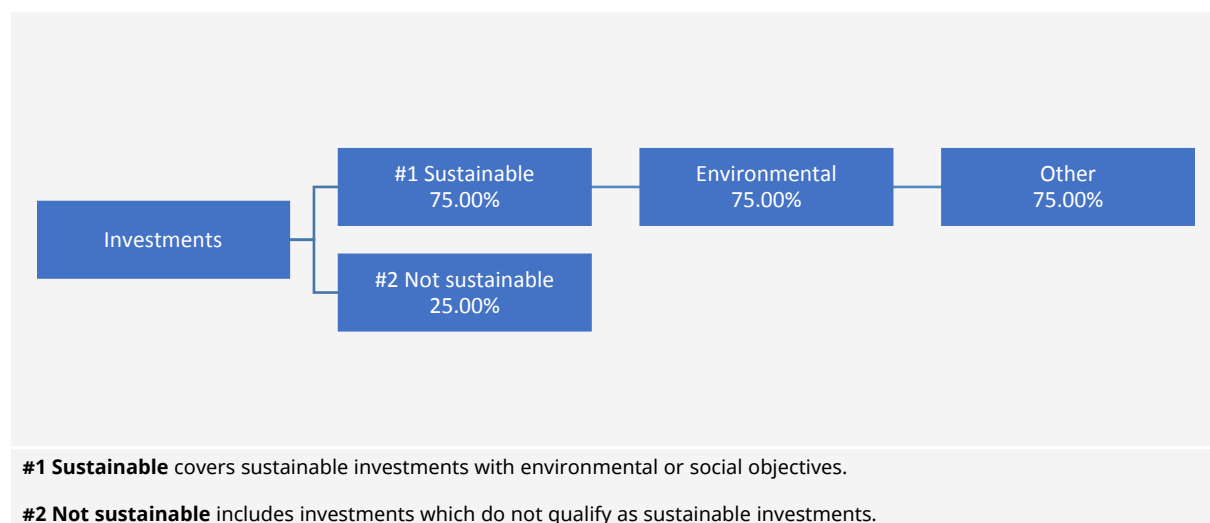 #1 Sustainable
75.00%
Environmental
75.00%
Other
75.00%
Investments
#2 Not sustainable
25.00%
#1 Sustainable covers sustainable investments with environmental or social objectives.
#2 Not sustainable includes investments which do not qualify as sustainable investments.